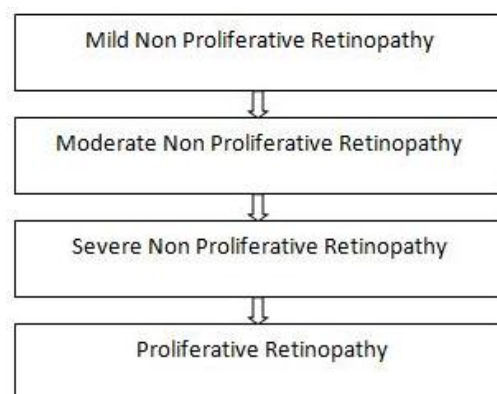 Mild Non Proliferative Retinopathy
Moderate Non Proliferative Retinopathy
Severe Non Proliferative Retinopathy
Proliferative Retinopathy